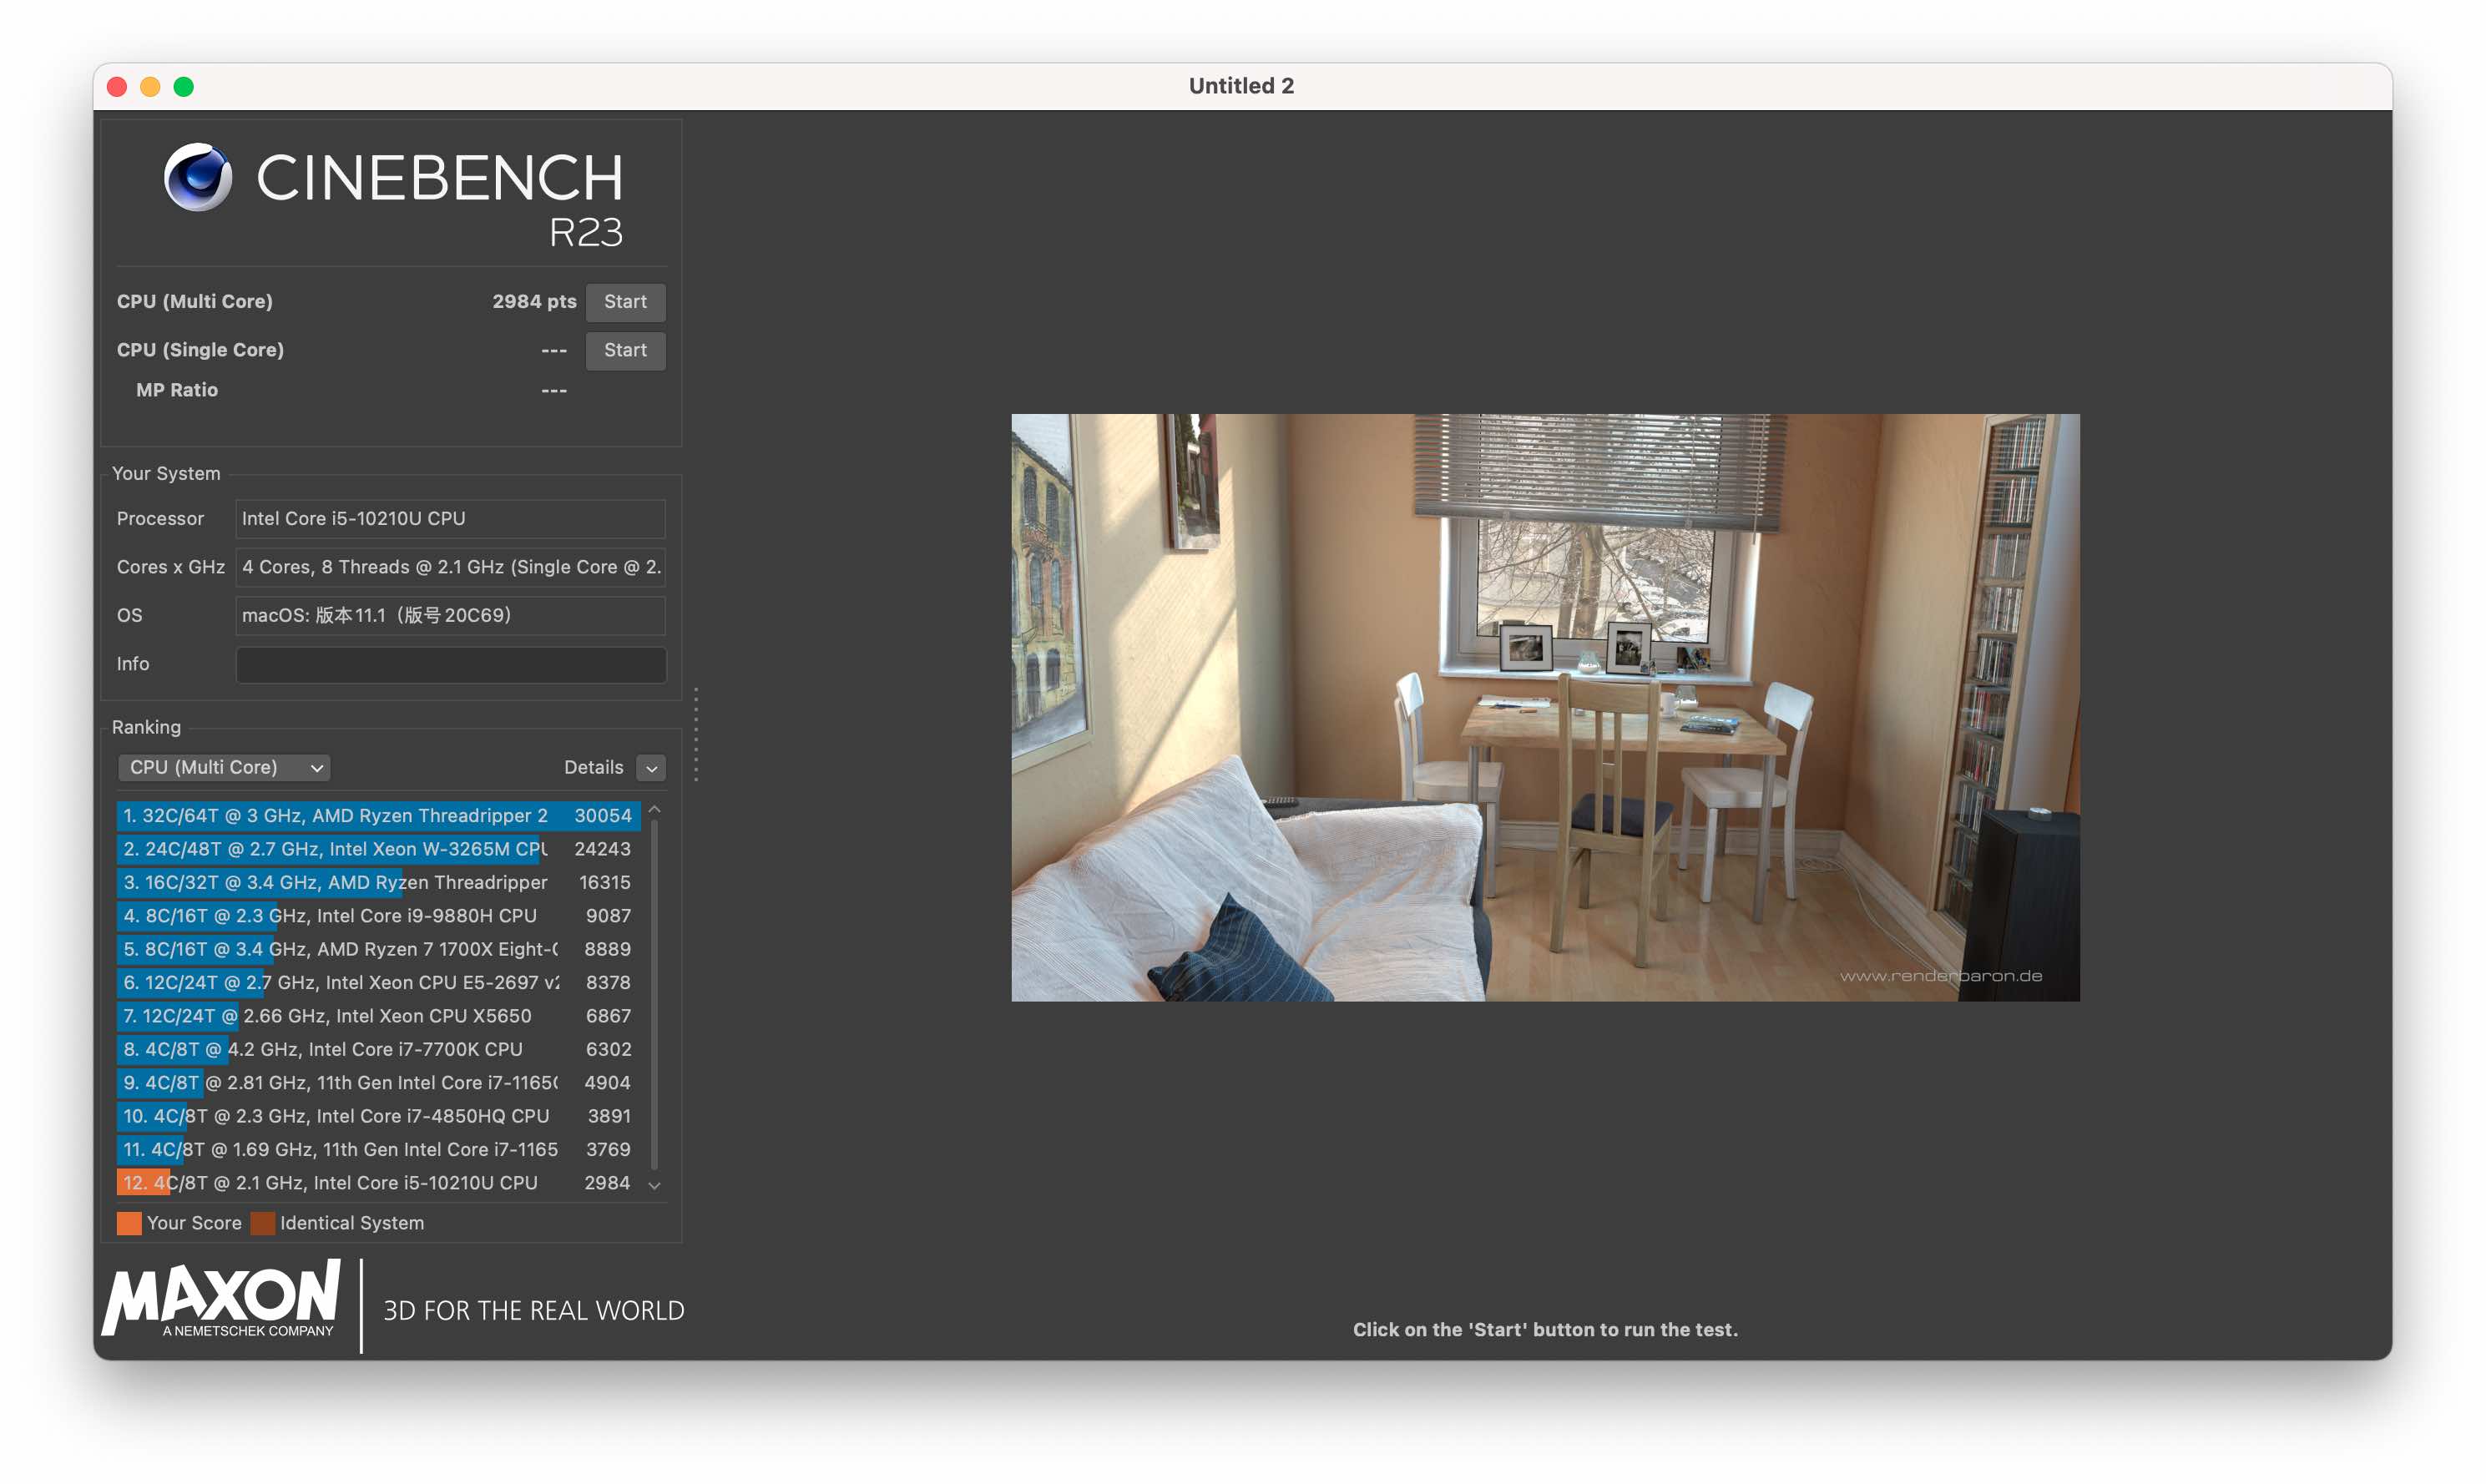 Untitled 2
CINEBENCH
R23
CPU (Multi Core) 2984 pts Start
CPU (Single Core) --- Start
MP Ratio ---
Your System
Processor Intel Core i5-10210U CPU
Cores x GHz 4 Cores, 8 Threads @ 2.1 GHz (Single Core @ 2.
OS macOS: 版本11.1（版号20C69）
Info
Ranking
CPU (Multi Core) Details
1. 32C/64T @ 3 GHz, AMD Ryzen Threadripper 2 30054
2. 24C/48T @ 2.7 GHz, Intel Xeon W-3265M CPU 24243
3. 16C/32T @ 3.4 GHz, AMD Ryzen Threadripper 16315
4. 8C/16T @ 2.3 GHz, Intel Core i9-9880H CPU 9087
5. 8C/16T @ 3.4 GHz, AMD Ryzen 7 1700X Eight-C 8889
6. 12C/24T @ 2.7 GHz, Intel Xeon CPU E5-2697 v2 8378
7. 12C/24T @ 2.66 GHz, Intel Xeon CPU X5650 6867
8. 4C/8T @ 4.2 GHz, Intel Core i7-7700K CPU 6302
9. 4C/8T @ 2.81 GHz, 11th Gen Intel Core i7-1165G 4904
10. 4C/8T @ 2.3 GHz, Intel Core i7-4850HQ CPU 3891
11. 4C/8T @ 1.69 GHz, 11th Gen Intel Core i7-1165 3769
12. 4C/8T @ 2.1 GHz, Intel Core i5-10210U CPU 2984
Your Score Identical System
MAXON
A NEMETSCHEK COMPANY
3D FOR THE REAL WORLD
www.renderbaron.de
Click on the 'Start' button to run the test.